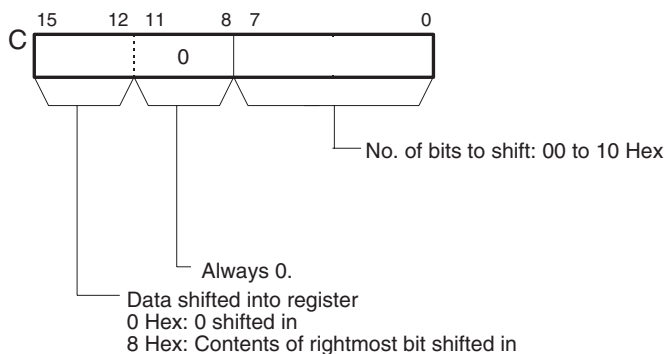 15 12 11 8 7 0
C
0
No. of bits to shift: 00 to 10 Hex
Always 0.
Data shifted into register
0 Hex: 0 shifted in
8 Hex: Contents of rightmost bit shifted in